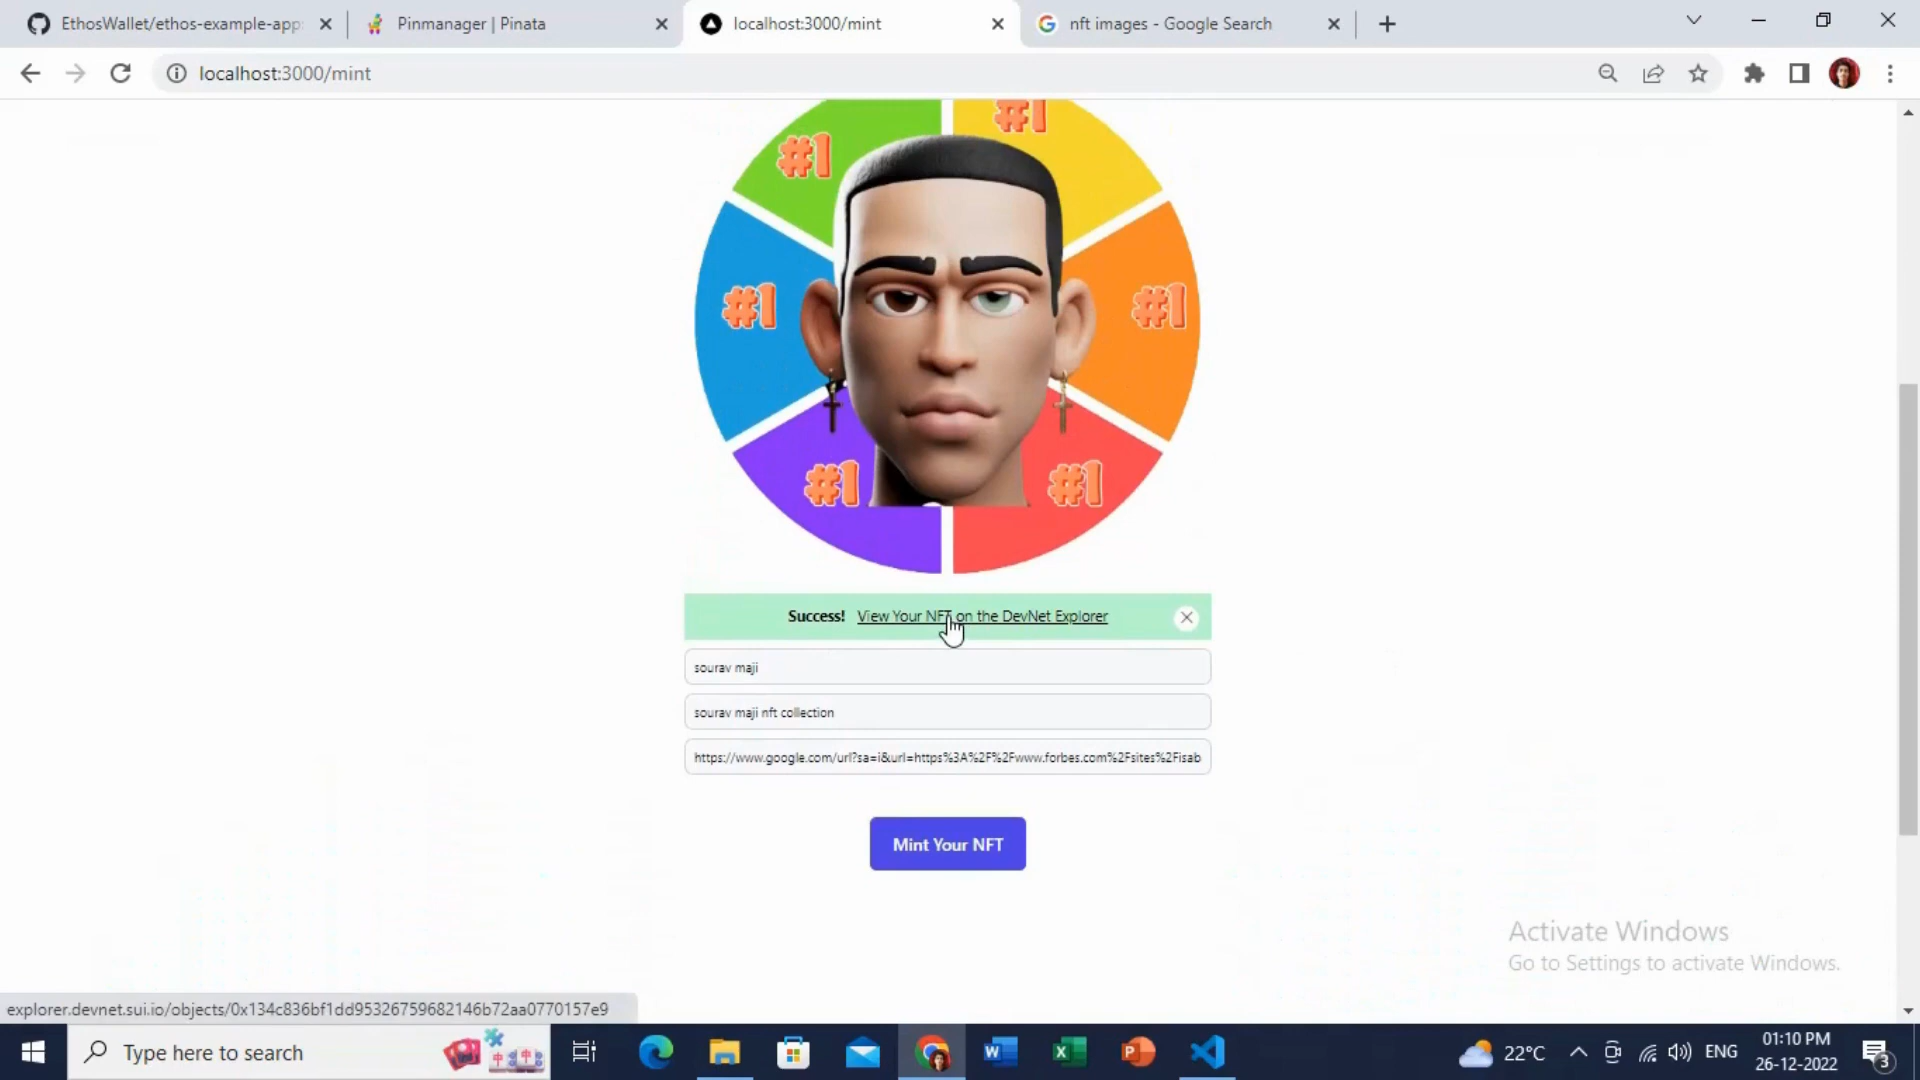 EthosWallet/ethos-example-app
Pinmanager | Pinata
localhost:3000/mint
nft images - Google Search
localhost:3000/mint
#1
#1
#1
#1
#1
#1
Success! View Your NFT on the DevNet Explorer
sourav maji
sourav maji nft collection
https://www.google.com/url?sa=i&url=https%3A%2F%2Fwww.forbes.com%2Fsites%2Fisab
Mint Your NFT
Activate Windows
Go to Settings to activate Windows.
explorer.devnet.sui.io/objects/0x134c836bf1dd95326759682146b72aa0770157e9
Type here to search
22°C
ENG
01:10 PM
26-12-2022
3